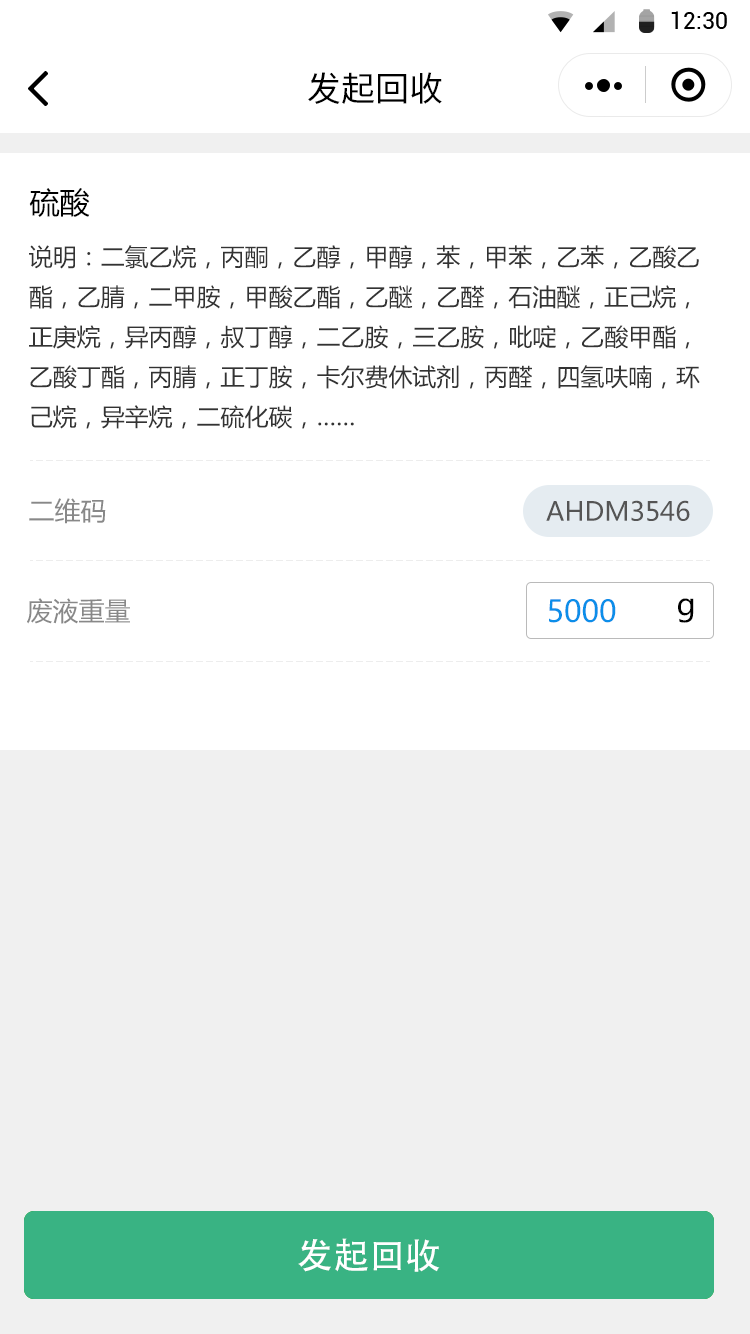 12:30
发起回收
硫酸
说明：二氯乙烷，丙酮，乙醇，甲醇，苯，甲苯，乙苯，乙酸乙
酯，乙腈，二甲胺，甲酸乙酯，乙醚，乙醛，石油醚，正己烷，
正庚烷，异丙醇，叔丁醇，二乙胺，三乙胺，吡啶，乙酸甲酯，
乙酸丁酯，丙腈，正丁胺，卡尔费休试剂，丙醛，四氢呋喃，环
己烷，异辛烷，二硫化碳，......
二维码 AHDM3546
废液重量 5000 g
发起回收